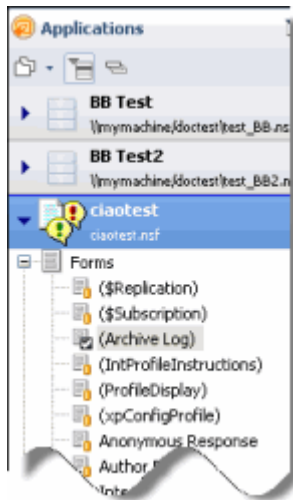 Applications
BB Test
\\mymachine/doctest\test_BB.ns
BB Test2
\\mymachine/doctest\test_BB2.n
ciaotest
ciaotest.nsf
Forms
($Replication)
($Subscription)
(Archive Log)
(IntProfileInstructions)
(ProfileDisplay)
(xpConfigProfile)
Anonymous Response
Author